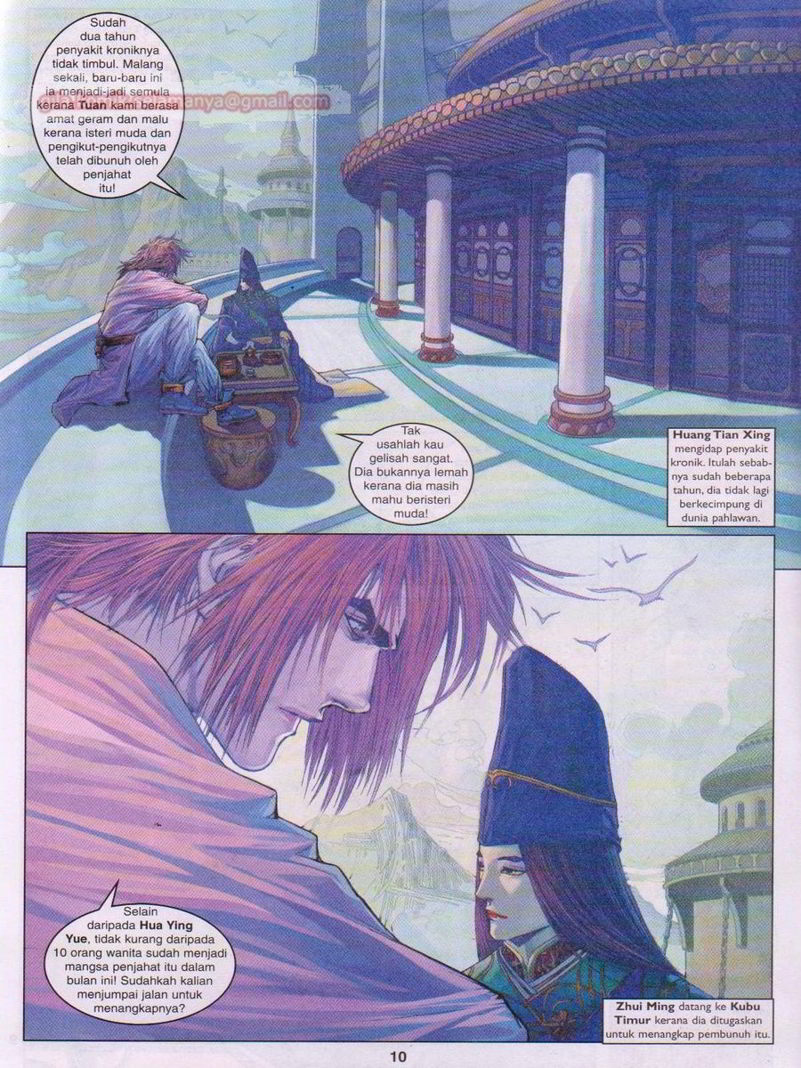 Sudah
dua tahun
penyakit kroniknya
tidak timbul. Malang
sekali, baru-baru ini
ia menjadi-jadi semula
kerana Tuan kami berasa
amat geram dan malu
kerana isteri muda dan
pengikut-pengikutnya
telah dibunuh oleh
penjahat
itu!
anya@gmail.com
Tak
usahlah kau
gelisah sangat.
Dia bukannya lemah
kerana dia masih
mahu beristeri
muda!
Huang Tian Xing
mengidap penyakit
kronik. Itulah sebab-
nya sudah beberapa
tahun, dia tidak lagi
berkecimpung di
dunia pahlawan.
Selain
daripada Hua Ying
Yue, tidak kurang daripada
10 orang wanita sudah menjadi
mangsa penjahat itu dalam
bulan ini! Sudahkah kalian
menjumpai jalan untuk
menangkapnya?
Zhui Ming datang ke Kubu
Timur kerana dia ditugaskan
untuk menangkap pembunuh itu.
10